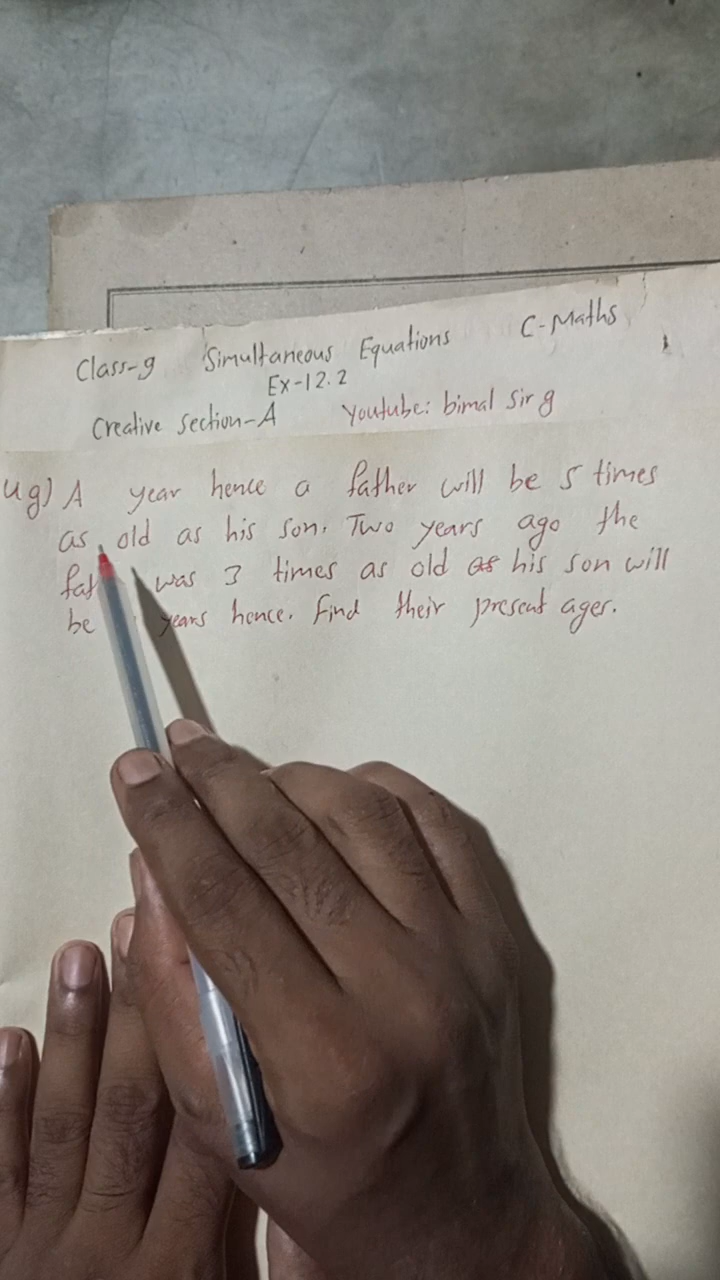 Class-9 Simultaneous Equations C-Maths
Ex-12.2
Creative section-A Youtube: bimal sir g
4g) A year hence a father will be 5 times
as old as his son. Two years ago the
fat was 3 times as old as his son will
be years hence. Find their present ages.